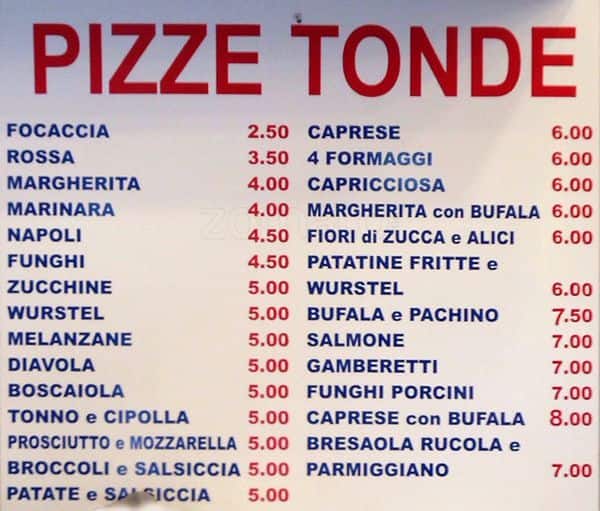 PIZZE TONDE
FOCACCIA 2.50
ROSSA 3.50
MARGHERITA 4.00
MARINARA 4.00
NAPOLI 4.50
FUNGHI 4.50
ZUCCHINE 5.00
WURSTEL 5.00
MELANZANE 5.00
DIAVOLA 5.00
BOSCAIOLA 5.00
TONNO e CIPOLLA 5.00
PROSCIUTTO e MOZZARELLA 5.00
BROCCOLI e SALSICCIA 5.00
PATATE e SALSICCIA 5.00
CAPRESE 6.00
4 FORMAGGI 6.00
CAPRICCIOSA 6.00
MARGHERITA con BUFALA 6.00
FIORI di ZUCCA e ALICI 6.00
PATATINE FRITTE e
WURSTEL 6.00
BUFALA e PACHINO 7.50
SALMONE 7.00
GAMBERETTI 7.00
FUNGHI PORCINI 7.00
CAPRESE con BUFALA 8.00
BRESAOLA RUCOLA e
PARMIGGIANO 7.00